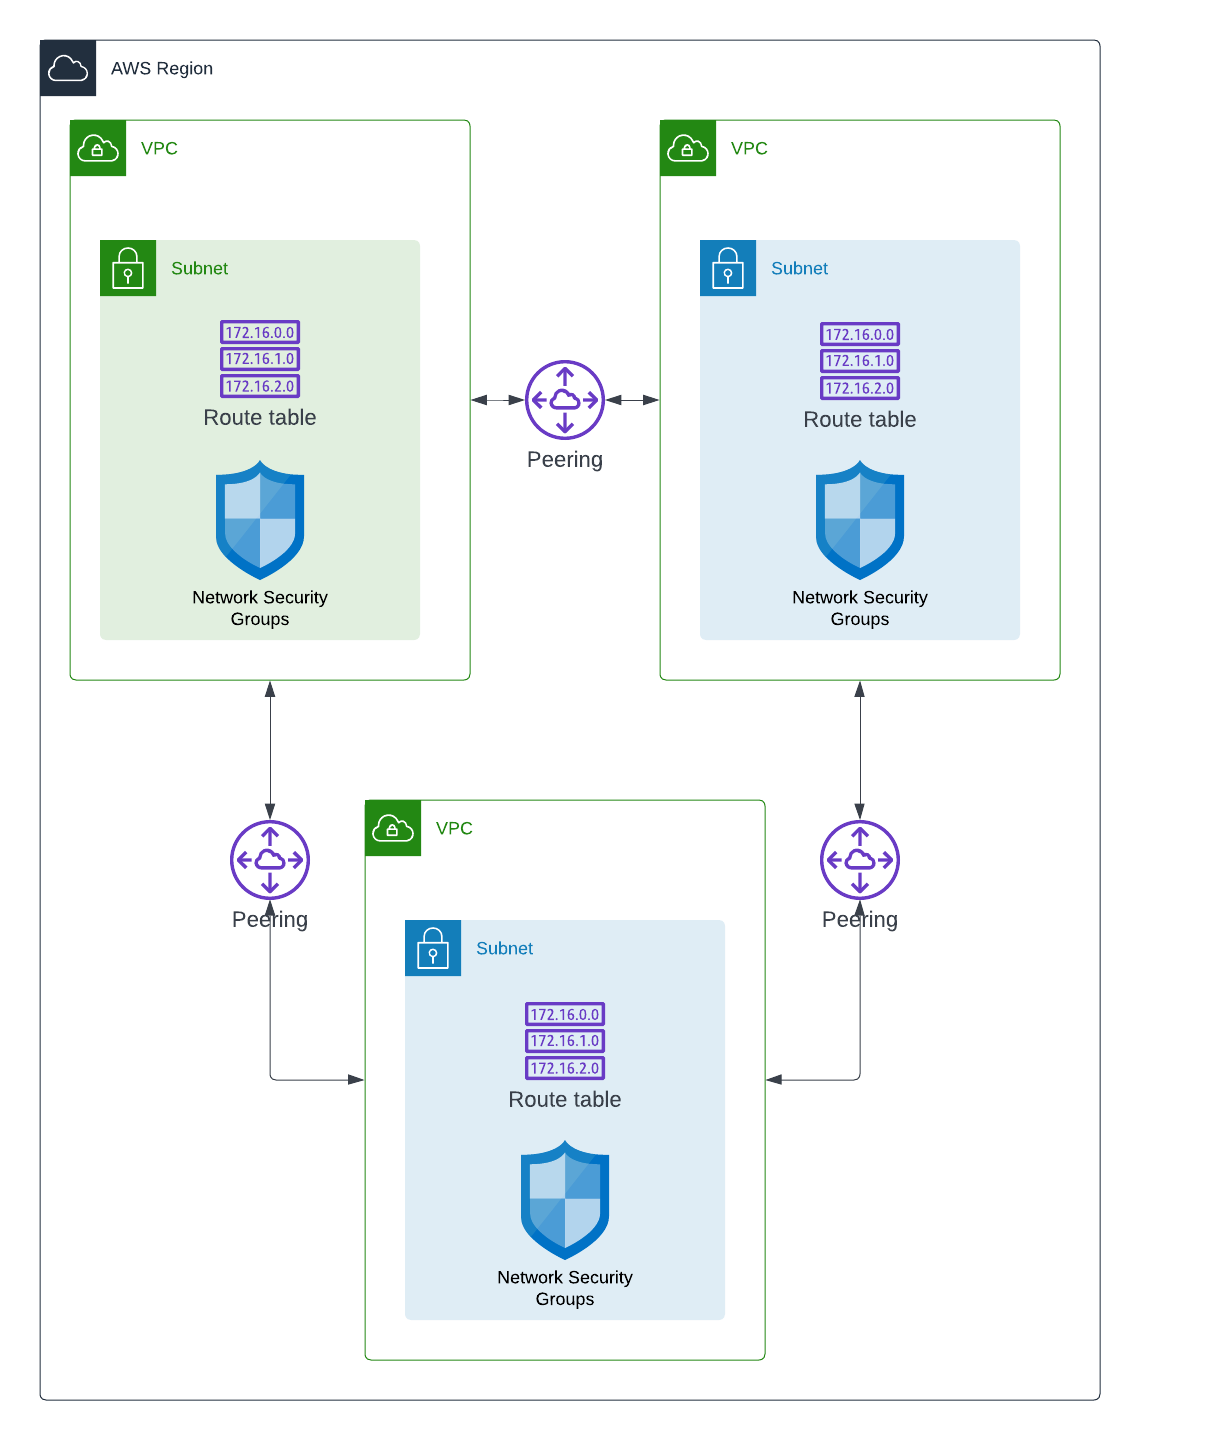 AWS Region
VPC
Subnet
172.16.0.0
172.16.1.0
172.16.2.0
Route table
Network Security
Groups
Peering
VPC
Subnet
172.16.0.0
172.16.1.0
172.16.2.0
Route table
Network Security
Groups
Peering
VPC
Subnet
172.16.0.0
172.16.1.0
172.16.2.0
Route table
Network Security
Groups
Peering